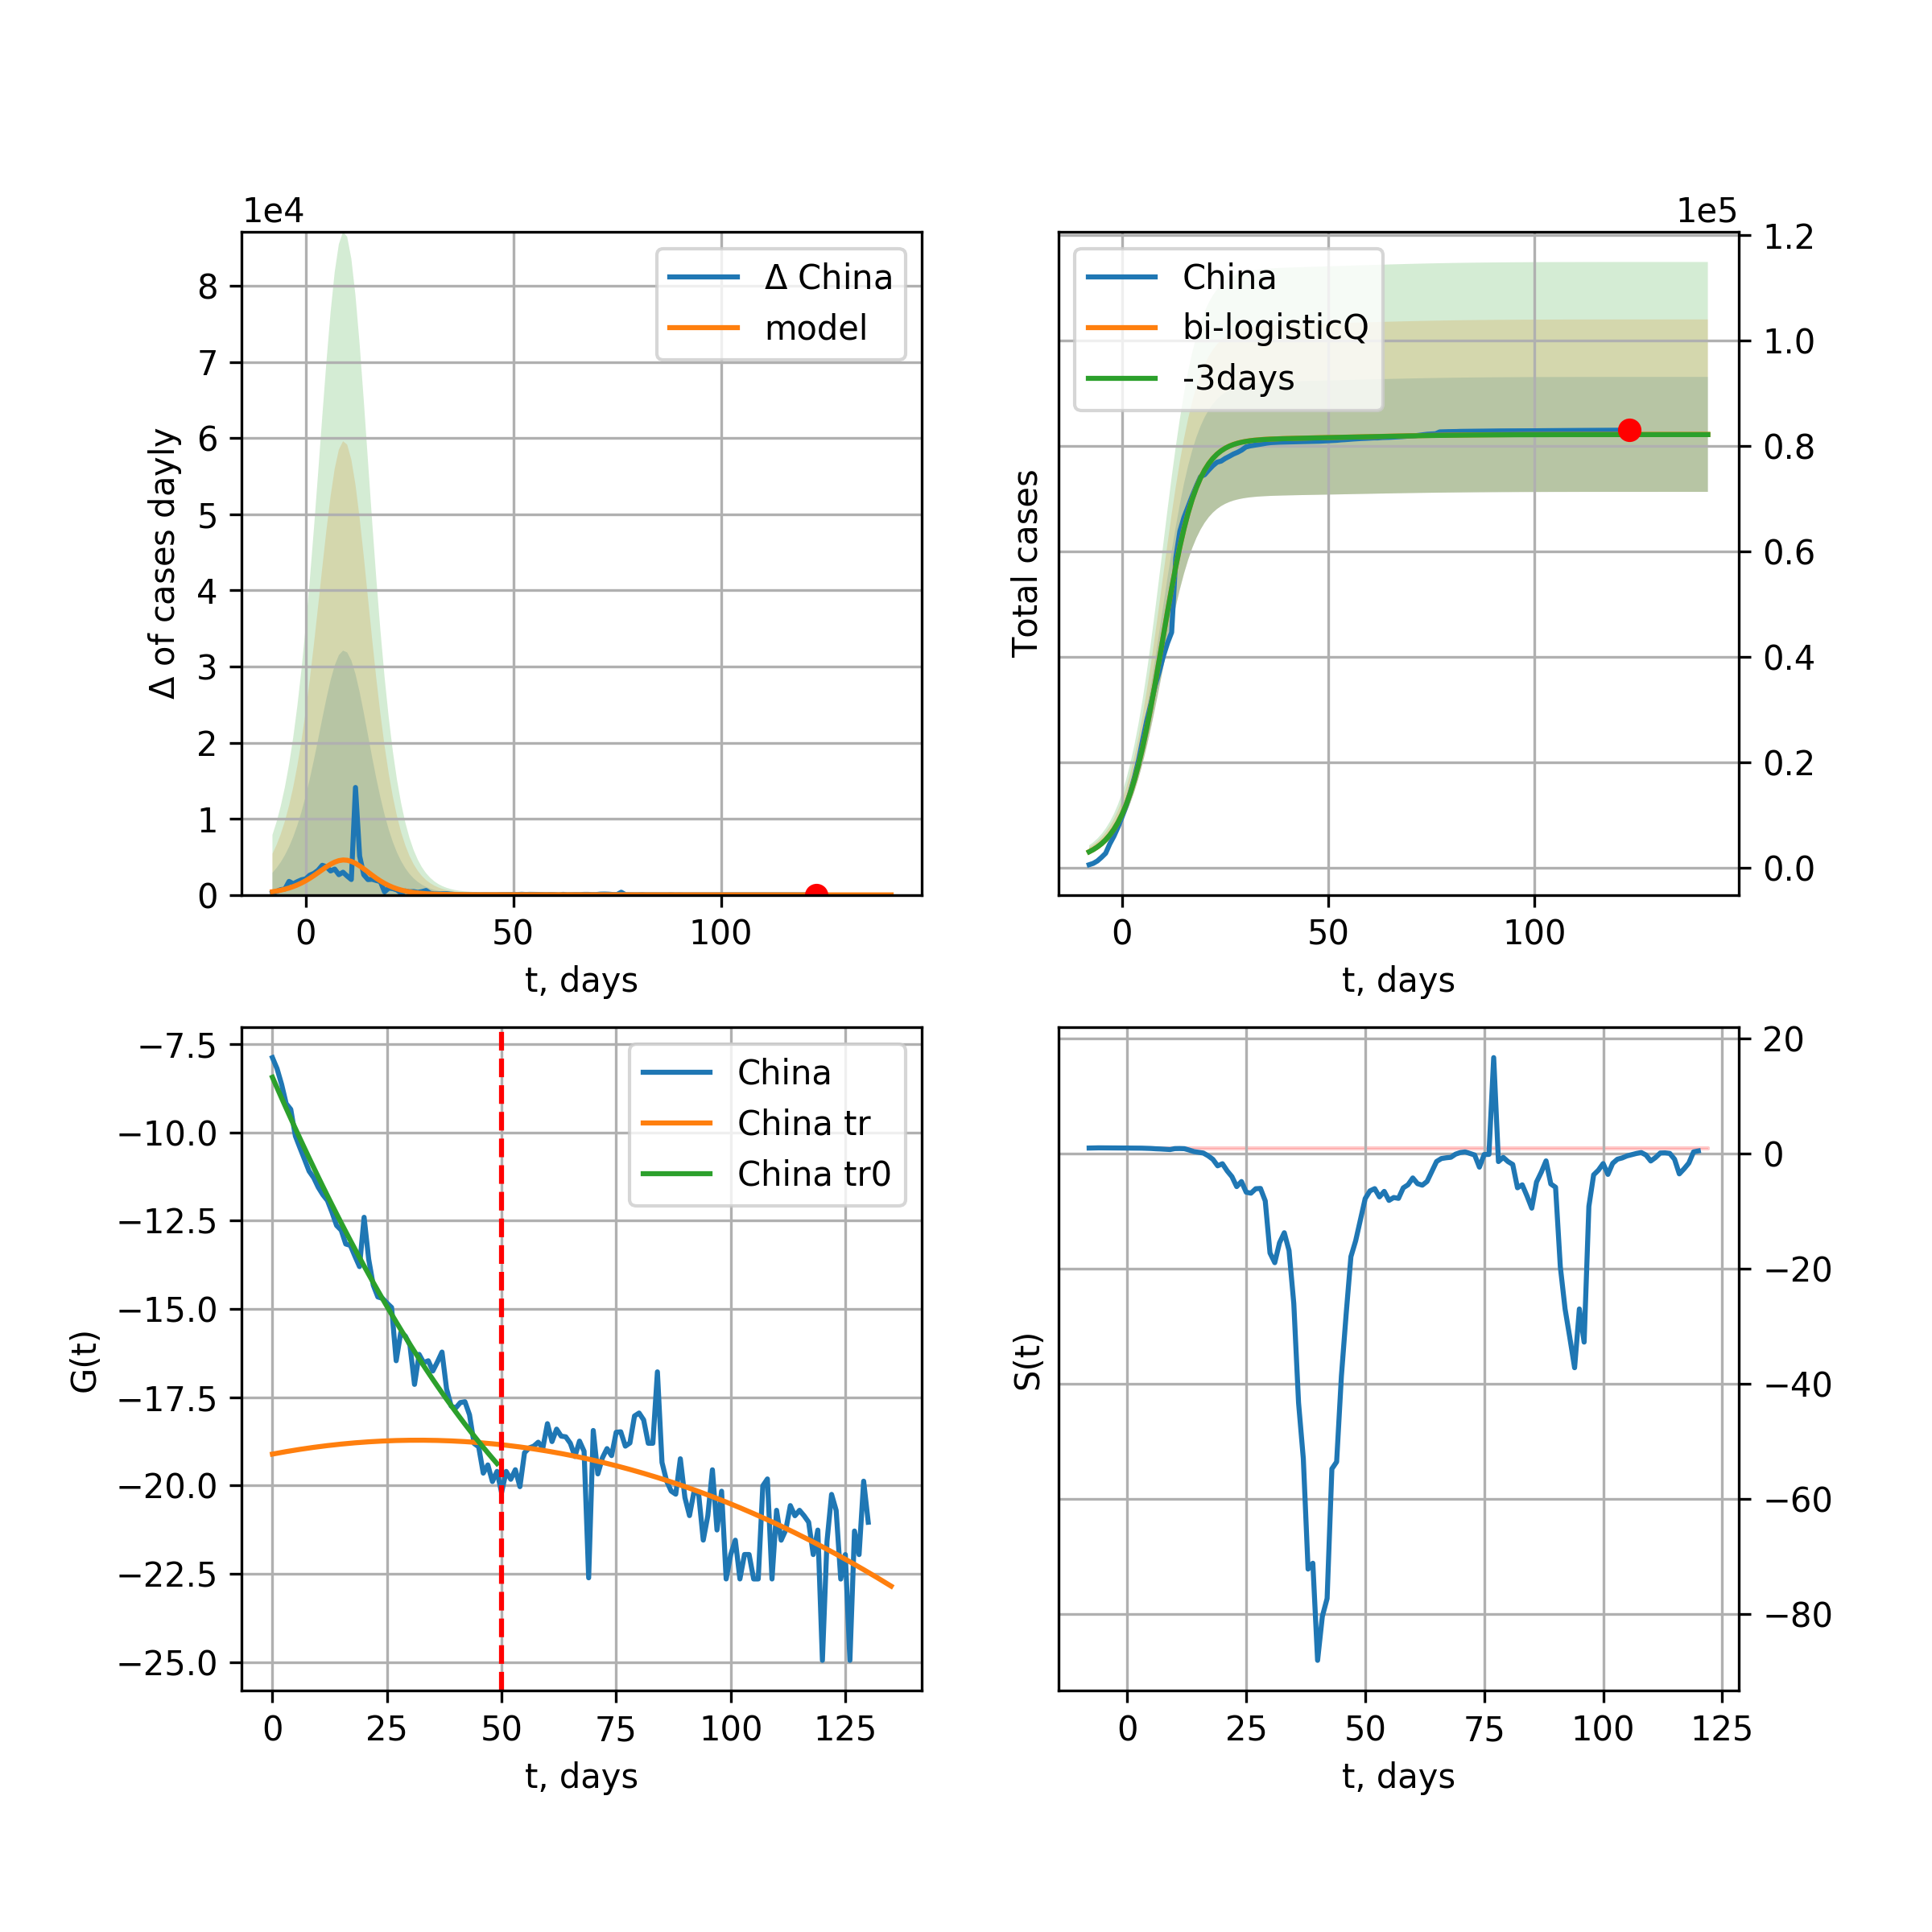 1e4
8
7
6
5
4
3
2
1
0
Δ of cases dayly
Δ China
model
0 50 100
t, days
1e5
1.2
1.0
0.8
0.6
0.4
0.2
0.0
Total cases
China
bi-logisticQ
-3days
0 50 100
t, days
−7.5
−10.0
−12.5
−15.0
−17.5
−20.0
−22.5
−25.0
G(t)
China
China tr
China tr0
0 25 50 75 100 125
t, days
20
0
−20
−40
−60
−80
S(t)
0 25 50 75 100 125
t, days